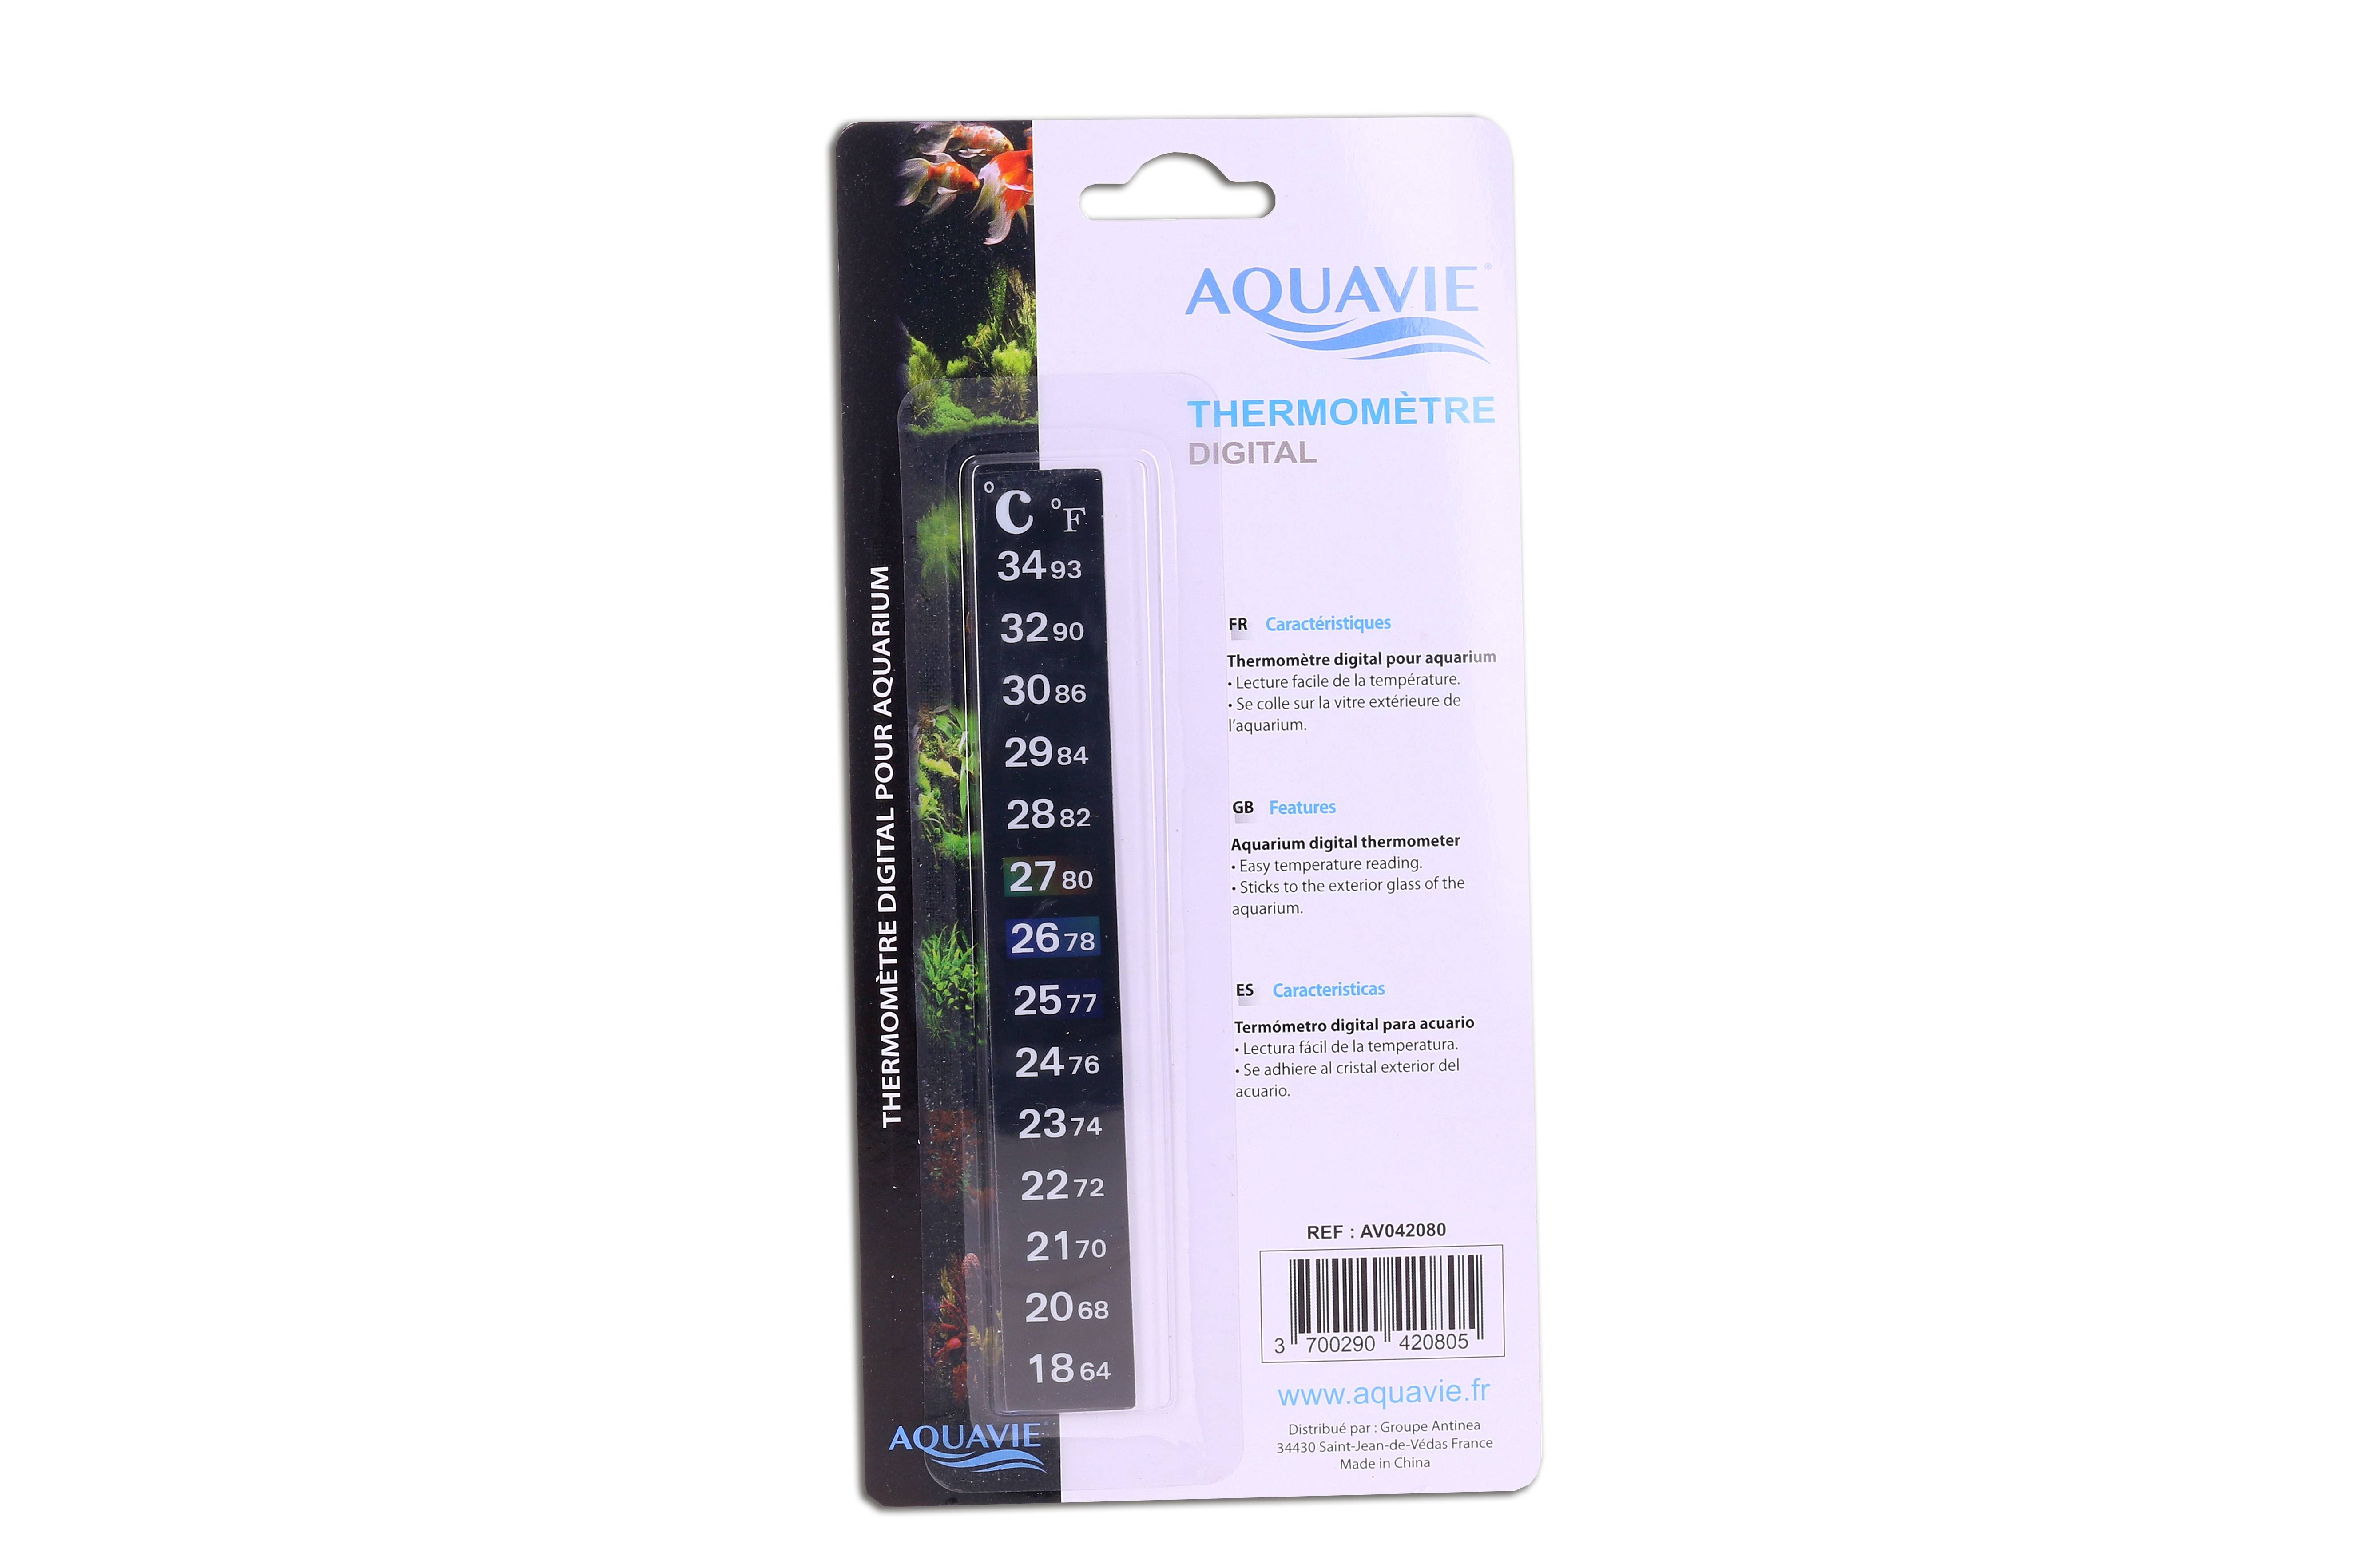 AQUAVIE®
THERMOMÈTRE
DIGITAL
THERMOMÈTRE DIGITAL POUR AQUARIUM
°C °F
34 93
32 90
30 86
29 84
28 82
27 80
26 78
25 77
24 76
23 74
22 72
21 70
20 68
18 64
FR Caractéristiques
Thermomètre digital pour aquarium
• Lecture facile de la température.
• Se colle sur la vitre extérieure de
l'aquarium.
GB Features
Aquarium digital thermometer
• Easy temperature reading.
• Sticks to the exterior glass of the
aquarium.
ES Caracteristicas
Termómetro digital para acuario
• Lectura fácil de la temperatura.
• Se adhiere al cristal exterior del
acuario.
REF : AV042080
3 700290 420805
www.aquavie.fr
Distribué par : Groupe Antinea
34430 Saint-Jean-de-Védas France
Made in China
AQUAVIE